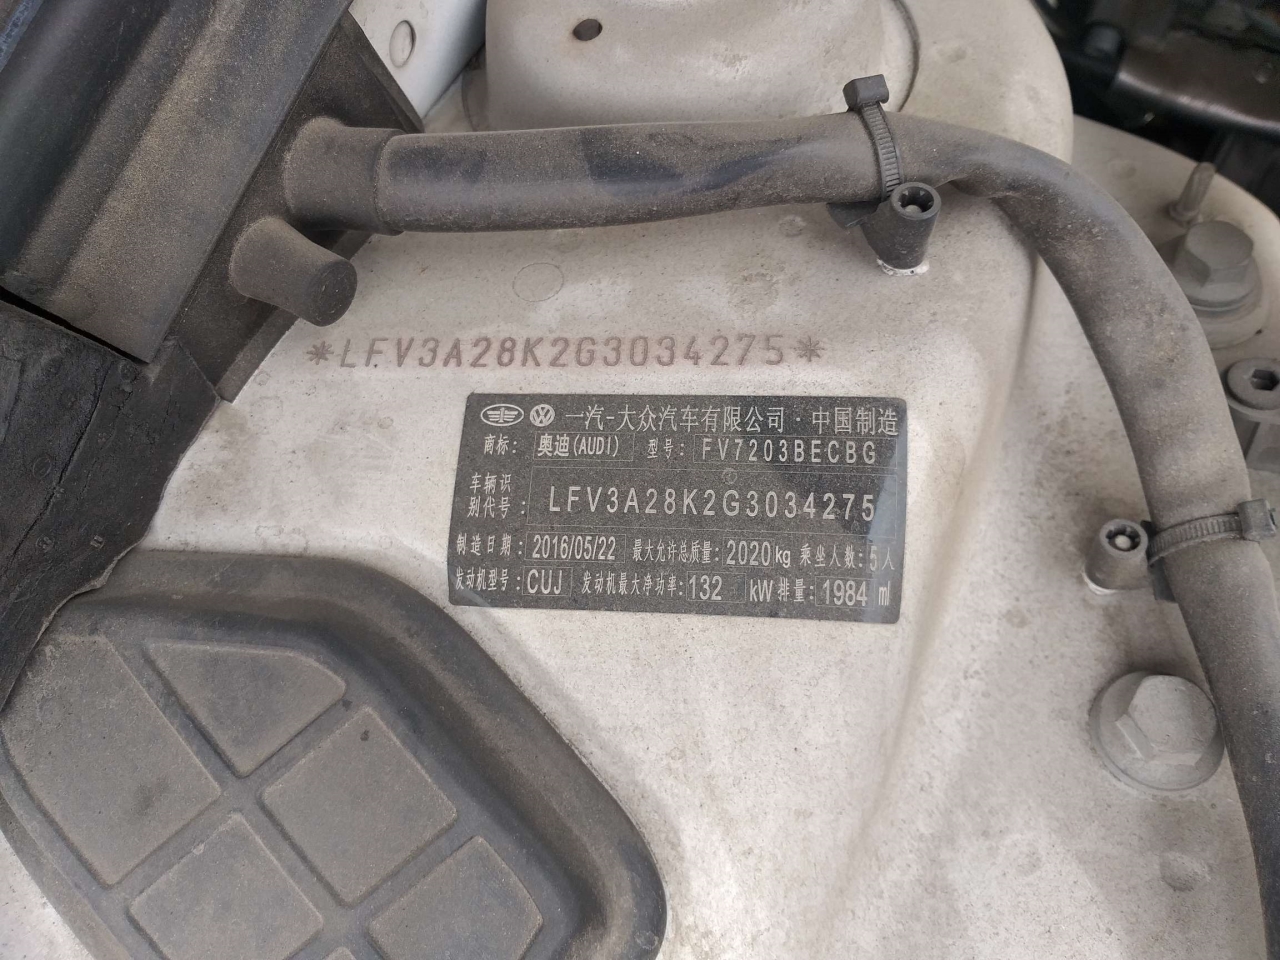 *LFV3A28K2G3034275*
一汽-大众汽车有限公司·中国制造
商标: 奥迪(AUDI) 型号: FV7203BECBG
车辆识别代号: LFV3A28K2G3034275
制造日期: 2016/05/22 最大允许总质量: 2020kg 乘坐人数: 5人
发动机型号: CUJ 发动机最大净功率: 132 kW 排量: 1984 ml